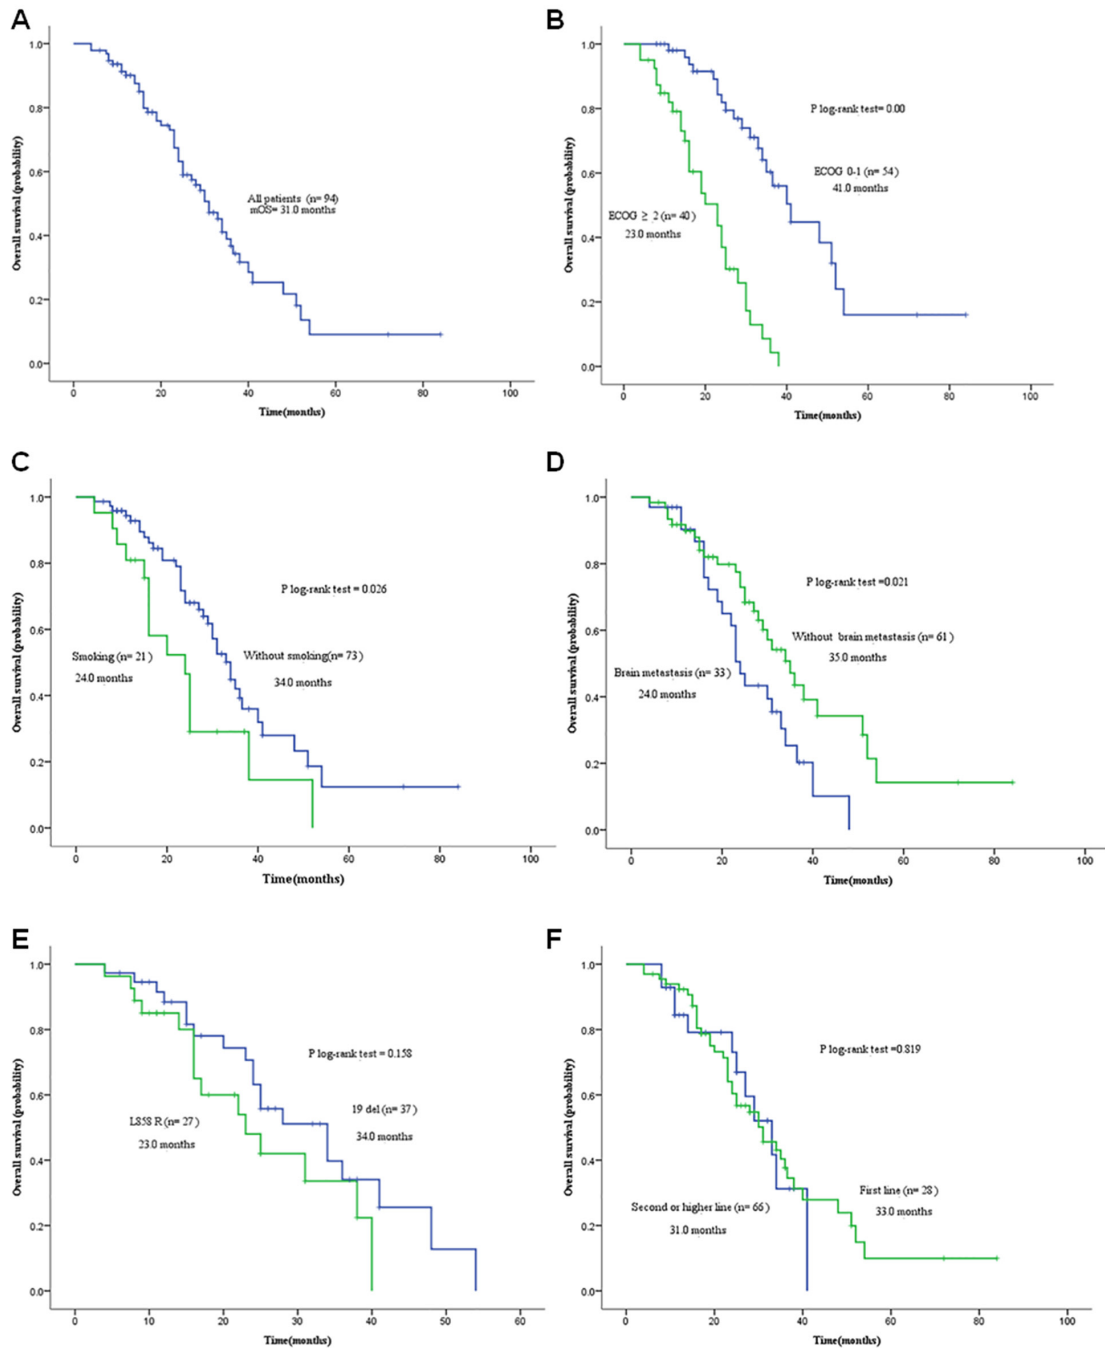 A
1.0
0.8
0.6
0.4
0.2
0.0
Overall survival (probability)
All patients (n= 94)
mOS= 31.0 months
0 20 40 60 80 100
Time(months)
B
1.0
0.8
0.6
0.4
0.2
0.0
Overall survival (probability)
P log-rank test= 0.00
ECOG 0-1 (n= 54)
41.0 months
ECOG ≥ 2 (n= 40)
23.0 months
0 20 40 60 80 100
Time(months)
C
1.0
0.8
0.6
0.4
0.2
0.0
Overall survival (probability)
P log-rank test = 0.026
Smoking (n= 21)
24.0 months
Without smoking(n= 73)
34.0 months
0 20 40 60 80 100
Time(months)
D
1.0
0.8
0.6
0.4
0.2
0.0
Overall survival (probability)
P log-rank test =0.021
Without brain metastasis (n= 61)
35.0 months
Brain metastasis (n= 33)
24.0 months
0 20 40 60 80 100
Time(months)
E
1.0
0.8
0.6
0.4
0.2
0.0
Overall survival (probability)
P log-rank test = 0.158
L858 R (n= 27)
23.0 months
19 del (n= 37)
34.0 months
0 10 20 30 40 50 60
Time(months)
F
1.0
0.8
0.6
0.4
0.2
0.0
Overall survival (probability)
P log-rank test =0.819
Second or higher line (n= 66)
31.0 months
First line (n= 28)
33.0 months
0 20 40 60 80 100
Time(months)